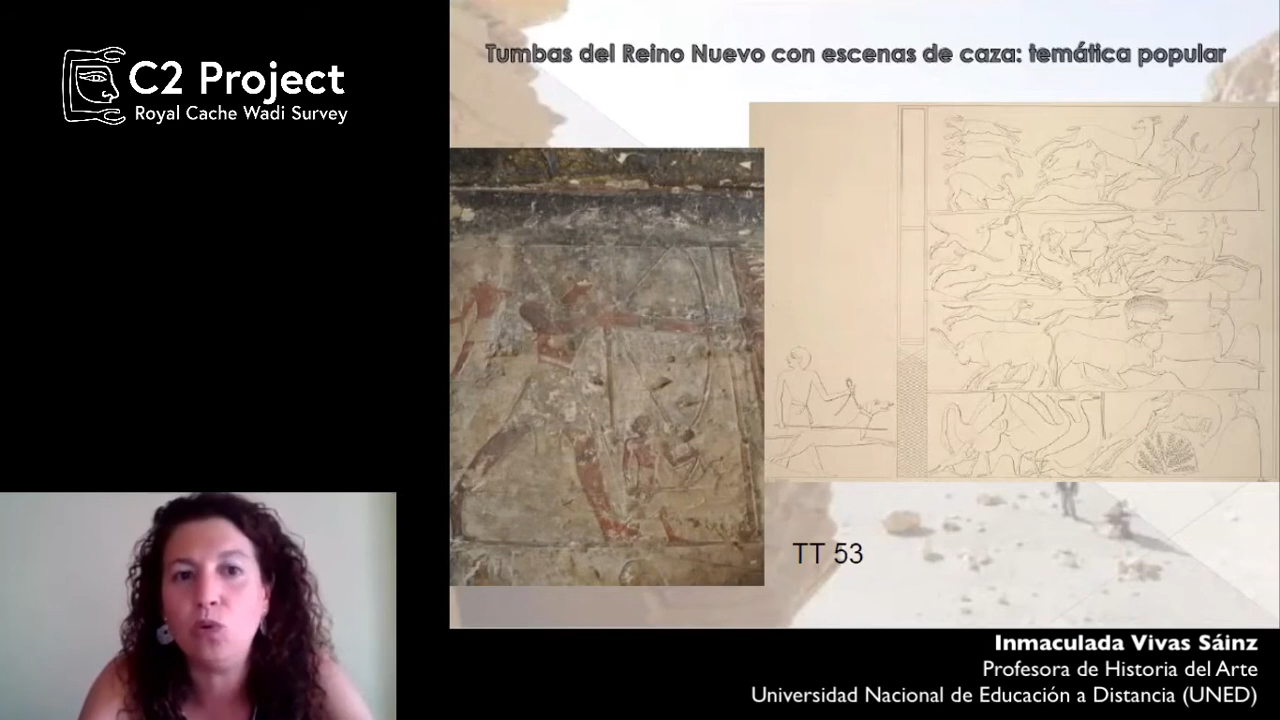 C2 Project
Royal Cache Wadi Survey
Tumbas del Reino Nuevo con escenas de caza: temática popular
TT 53
Inmaculada Vivas Sáinz
Profesora de Historia del Arte
Universidad Nacional de Educación a Distancia (UNED)